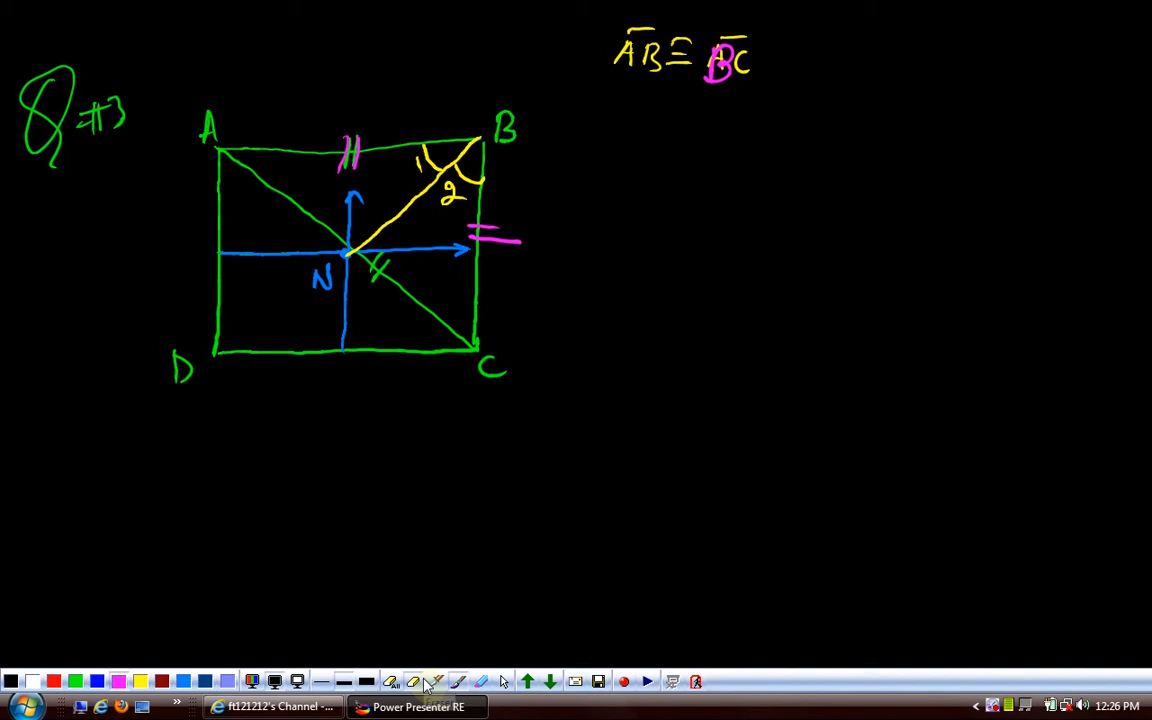 AB ≅ BC
#3
A
B
1
2
N
D
C
ft121212's Channel -...
Power Presenter RE
12:26 PM